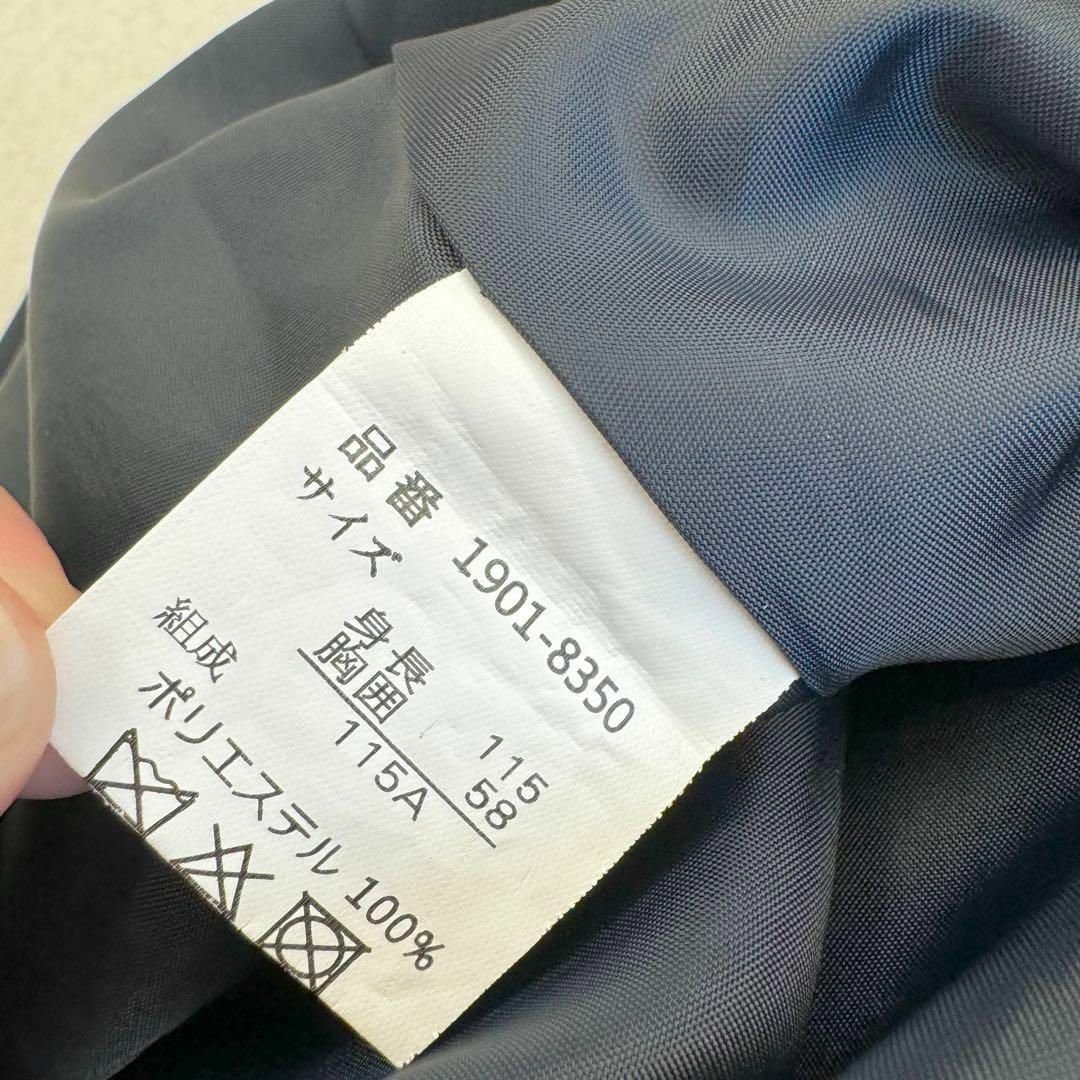 品番 1901-8350
サイズ
身長 115
胸囲 58
115A
組成
ポリエステル 100%